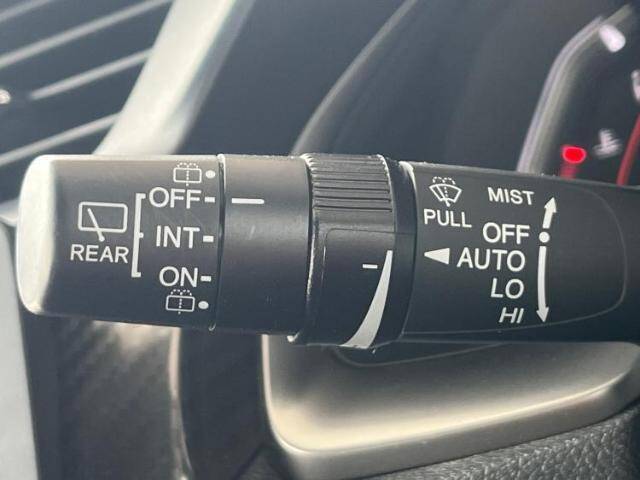 OFF
INT
REAR
ON
PULL
MIST
OFF
AUTO
LO
HI